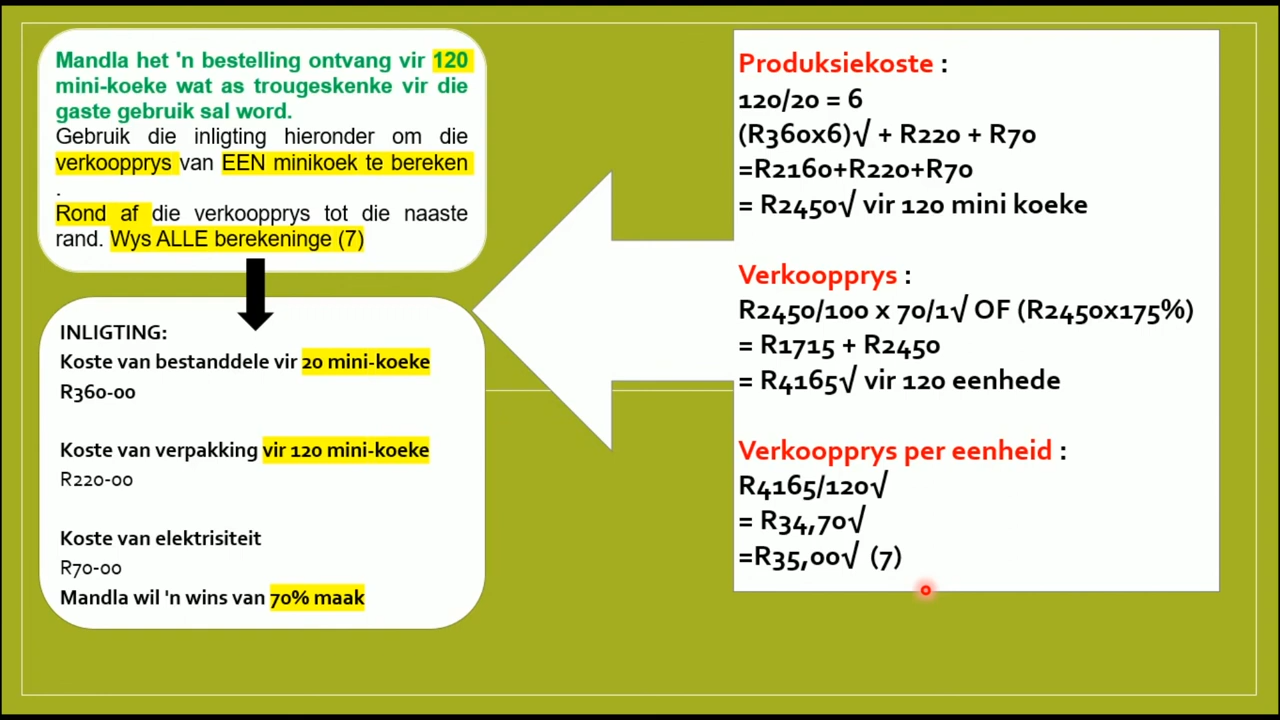 Mandla het 'n bestelling ontvang vir 120
mini-koeke wat as trougeskenke vir die
gaste gebruik sal word.
Gebruik die inligting hieronder om die
verkoopprys van EEN minikoek te bereken
.
Rond af die verkoopprys tot die naaste
rand. Wys ALLE berekeninge (7)
INLIGTING:
Koste van bestanddele vir 20 mini-koeke
R360-00
Koste van verpakking vir 120 mini-koeke
R220-00
Koste van elektrisiteit
R70-00
Mandla wil 'n wins van 70% maak
Produksiekoste :
120/20 = 6
(R360x6)√ + R220 + R70
=R2160+R220+R70
= R2450√ vir 120 mini koeke
Verkoopprys :
R2450/100 x 70/1√ OF (R2450x175%)
= R1715 + R2450
= R4165√ vir 120 eenhede
Verkoopprys per eenheid :
R4165/120√
= R34,70√
=R35,00√ (7)